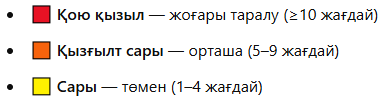 Қою қызыл — жоғары таралу (≥10 жағдай)
Қызғылт сары — орташа (5–9 жағдай)
Сары — төмен (1–4 жағдай)